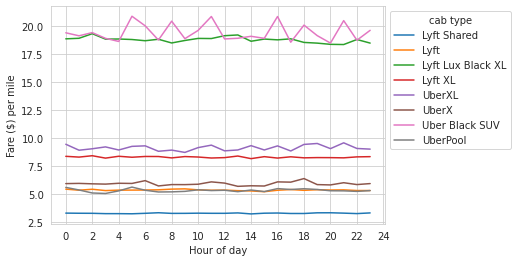 cab type
Lyft Shared
Lyft
Lyft Lux Black XL
Lyft XL
UberXL
UberX
Uber Black SUV
UberPool
Fare ($) per mile
20.0
17.5
15.0
12.5
10.0
7.5
5.0
2.5
0 2 4 6 8 10 12 14 16 18 20 22 24
Hour of day